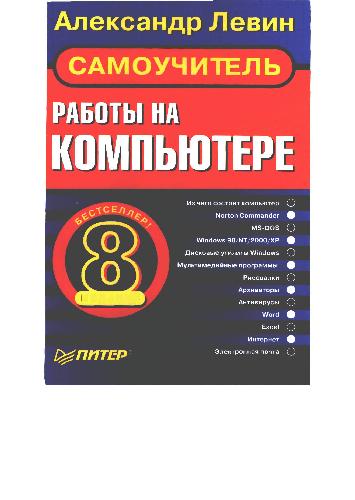 Александр Левин
САМОУЧИТЕЛЬ
РАБОТЫ НА
КОМПЬЮТЕРЕ
БЕСТСЕЛЛЕР!
8
Из чего состоит компьютер
Norton Commander
MS-DOS
Windows 98/NT/2000/XP
Дисковые утилиты Windows
Мультимедийные программы
Рисовалки
Архиваторы
Антивирусы
Word
Excel
Интернет
Электронная почта
ПИТЕР